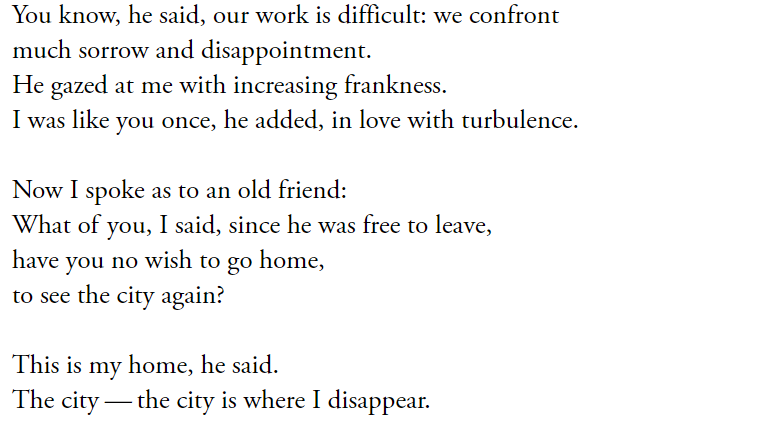 You know, he said, our work is difficult: we confront
much sorrow and disappointment.
He gazed at me with increasing frankness.
I was like you once, he added, in love with turbulence.

Now I spoke as to an old friend:
What of you, I said, since he was free to leave,
have you no wish to go home,
to see the city again?

This is my home, he said.
The city — the city is where I disappear.